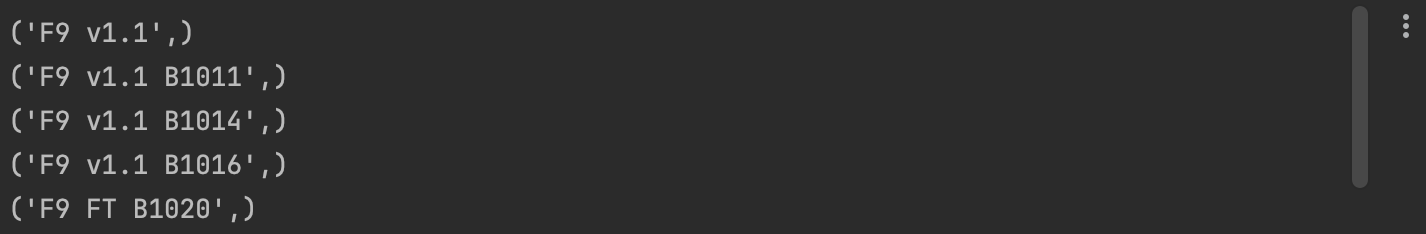 ('F9 v1.1',)
('F9 v1.1 B1011',)
('F9 v1.1 B1014',)
('F9 v1.1 B1016',)
('F9 FT B1020',)